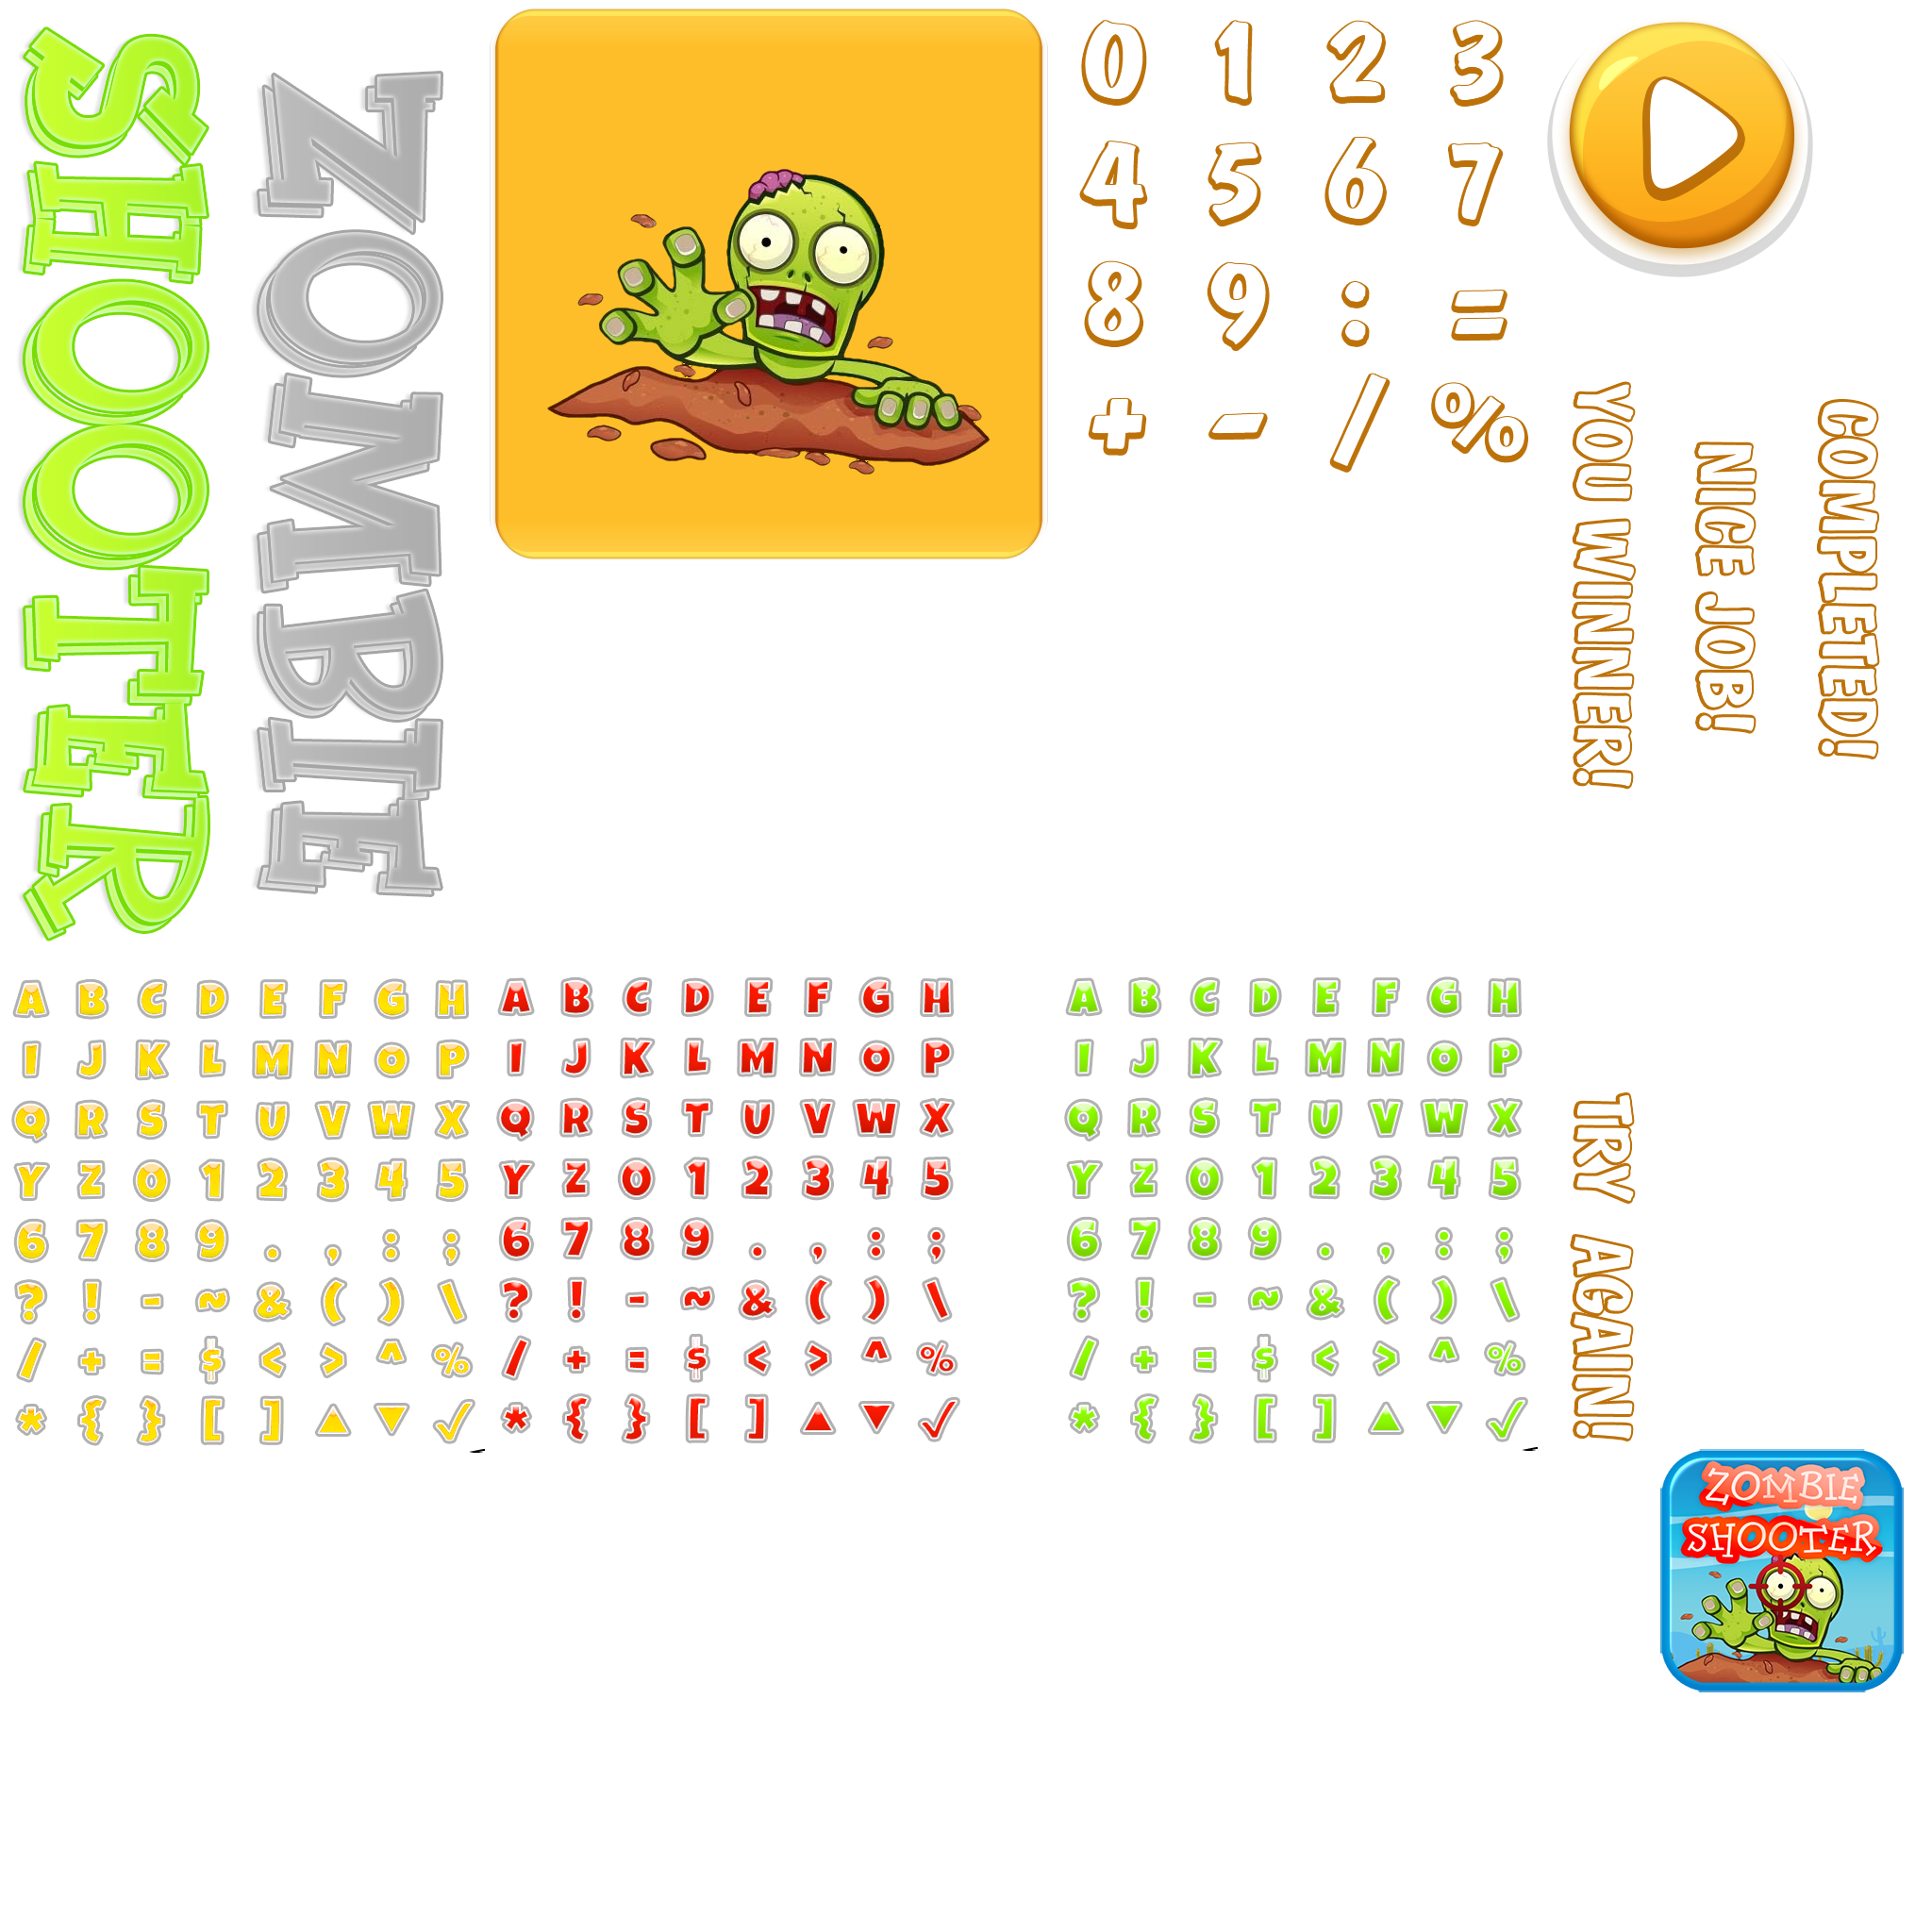 SHOOTER
ZOMBIE
0 1 2 3
4 5 6 7
8 9 : =
+ - / %
YOU WINNER!
NICE JOB!
COMPLETED!
A B C D E F G H
I J K L M N O P
Q R S T U V W X
Y Z 0 1 2 3 4 5
6 7 8 9 . , : ;
? ! - ~ & ( ) \
/ + = $ < > ^ %
* { } [ ] ▲ ▼ ✓
A B C D E F G H
I J K L M N O P
Q R S T U V W X
Y Z 0 1 2 3 4 5
6 7 8 9 . , : ;
? ! - ~ & ( ) \
/ + = $ < > ^ %
* { } [ ] ▲ ▼ ✓
A B C D E F G H
I J K L M N O P
Q R S T U V W X
Y Z 0 1 2 3 4 5
6 7 8 9 . , : ;
? ! - ~ & ( ) \
/ + = $ < > ^ %
* { } [ ] ▲ ▼ ✓
TRY AGAIN!
ZOMBIE
SHOOTER